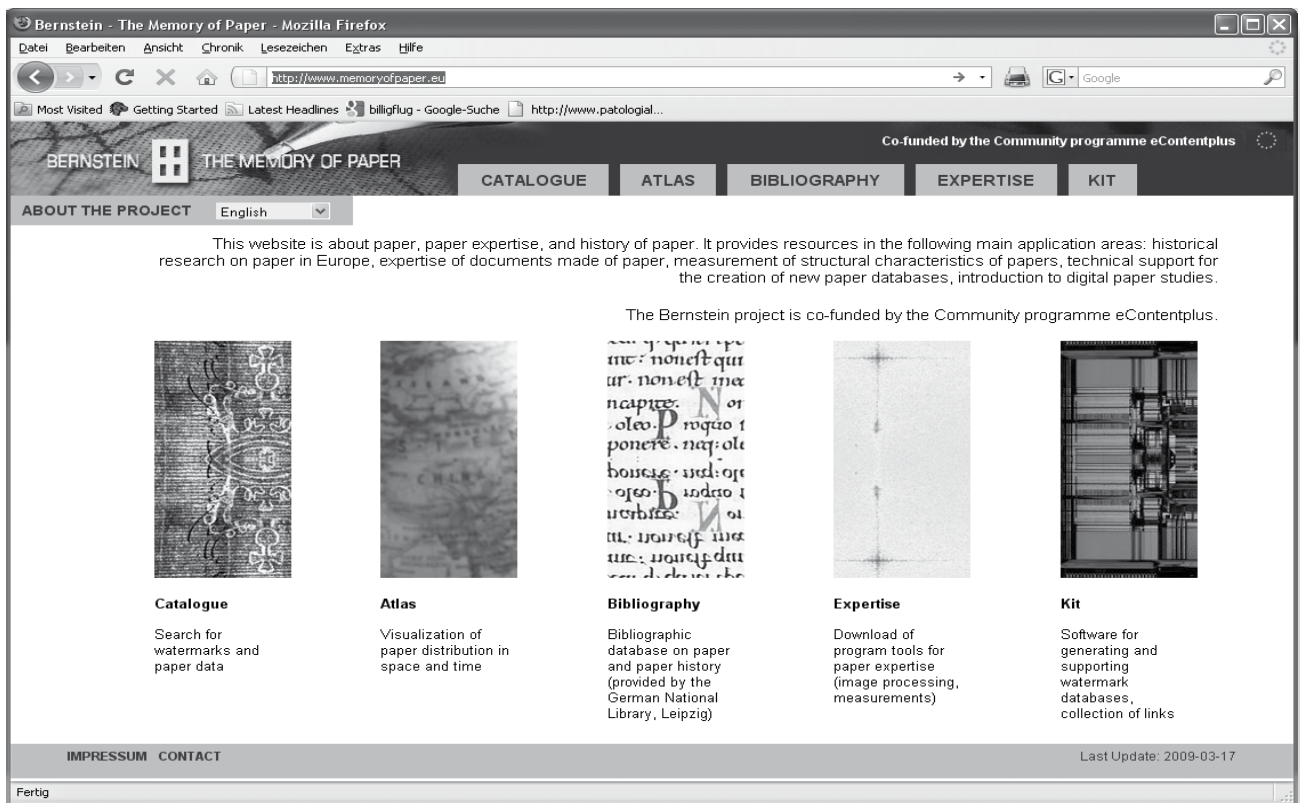 Bernstein - The Memory of Paper - Mozilla Firefox
Datei Bearbeiten Ansicht Chronik Lesezeichen Extras Hilfe
http://www.memoryofpaper.eu
G Google
Most Visited Getting Started Latest Headlines billigflug - Google-Suche http://www.patologial...
Co-funded by the Community programme eContentplus
BERNSTEIN THE MEMORY OF PAPER
CATALOGUE ATLAS BIBLIOGRAPHY EXPERTISE KIT
ABOUT THE PROJECT English
This website is about paper, paper expertise, and history of paper. It provides resources in the following main application areas: historical
research on paper in Europe, expertise of documents made of paper, measurement of structural characteristics of papers, technical support for
the creation of new paper databases, introduction to digital paper studies.
The Bernstein project is co-funded by the Community programme eContentplus.
Catalogue
Search for
watermarks and
paper data
Atlas
Visualization of
paper distribution in
space and time
Bibliography
Bibliographic
database on paper
and paper history
(provided by the
German National
Library, Leipzig)
Expertise
Download of
program tools for
paper expertise
(image processing,
measurements)
Kit
Software for
generating and
supporting
watermark
databases,
collection of links
IMPRESSUM CONTACT
Last Update: 2009-03-17
Fertig